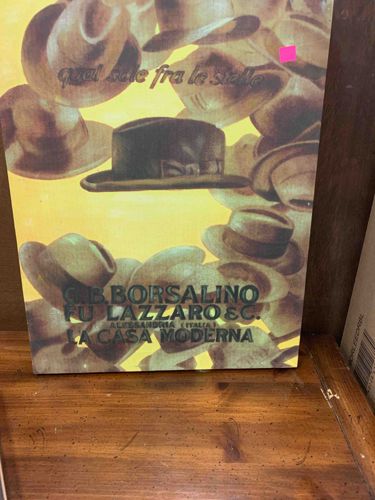 qual sole fra le stelle
G.B. BORSALINO
FU LAZZARO & C.
ALESSANDRIA (ITALIA)
LA CASA MODERNA